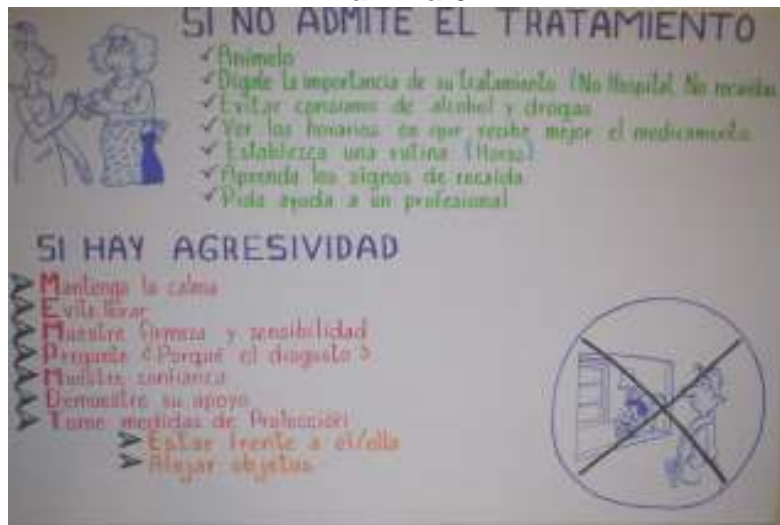 SI NO ADMITE EL TRATAMIENTO
✓ Anímelo
✓ Dígale la importancia de su tratamiento (No Hospital, No recaídas
✓ Evitar consumo de alcohol y drogas
✓ Ver los horarios en que recibe mejor el medicamento
✓ Establezca una rutina (Horas)
✓ Aprenda los signos de recaída
✓ Pida ayuda a un profesional
SI HAY AGRESIVIDAD
➤ Mantenga la calma
➤ Evite llorar
➤ Muestre firmeza y sensibilidad
➤ Pregunte ¿Porqué el disgusto?
➤ Muestre confianza
➤ Demuestre su apoyo
➤ Tome medidas de Protección
➤ Estar frente a el/ella
➤ Alejar objetos